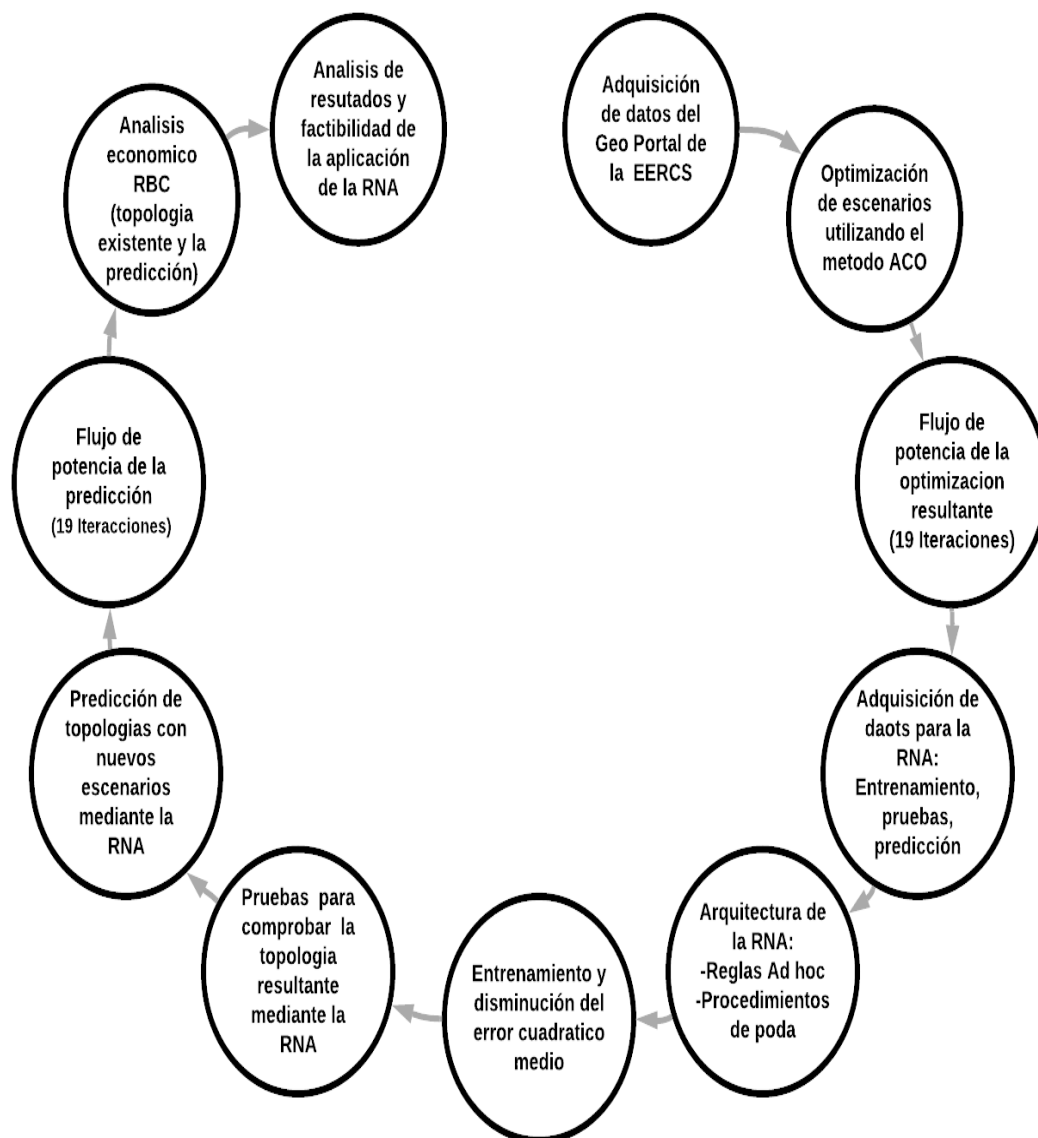 Adquisición
de datos del
Geo Portal de
la EERCS
Optimización
de escenarios
utilizando el
metodo ACO
Flujo de
potencia de la
optimizacion
resultante
(19 Iteraciones)
Adquisición de
daots para la
RNA:
Entrenamiento,
pruebas,
predicción
Arquitectura de
la RNA:
-Reglas Ad hoc
-Procedimientos
de poda
Entrenamiento y
disminución del
error cuadratico
medio
Pruebas para
comprobar la
topologia
resultante
mediante la
RNA
Predicción de
topologias con
nuevos
escenarios
mediante la
RNA
Flujo de
potencia de la
predicción
(19 Iteracciones)
Analisis
economico
RBC
(topologia
existente y la
predicción)
Analisis de
resutados y
factibilidad de
la aplicación
de la RNA